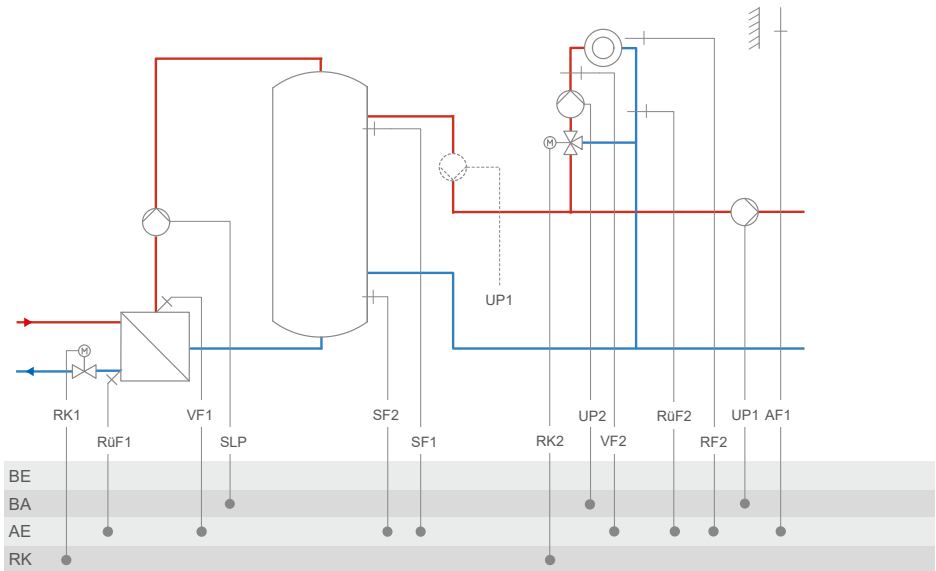 M
UP1
M
RK1
VF1
SF2
UP2
RüF2
UP1
AF1
RüF1
SLP
SF1
RK2
VF2
RF2
BE
BA
AE
RK